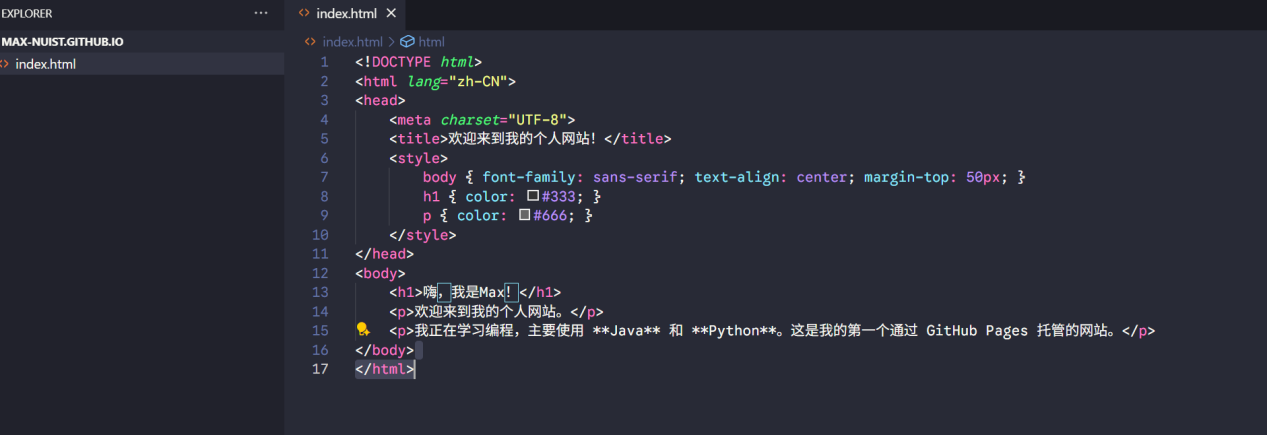 EXPLORER ···
MAX-NUIST.GITHUB.IO
<> index.html
<> index.html ×
<> index.html > html
1 <!DOCTYPE html>
2 <html lang="zh-CN">
3 <head>
4     <meta charset="UTF-8">
5     <title>欢迎来到我的个人网站！</title>
6     <style>
7         body { font-family: sans-serif; text-align: center; margin-top: 50px; }
8         h1 { color: #333; }
9         p { color: #666; }
10     </style>
11 </head>
12 <body>
13     <h1>嗨，我是Max！</h1>
14     <p>欢迎来到我的个人网站。</p>
15     <p>我正在学习编程，主要使用 **Java** 和 **Python**。这是我的第一个通过 GitHub Pages 托管的网站。</p>
16 </body>
17 </html>